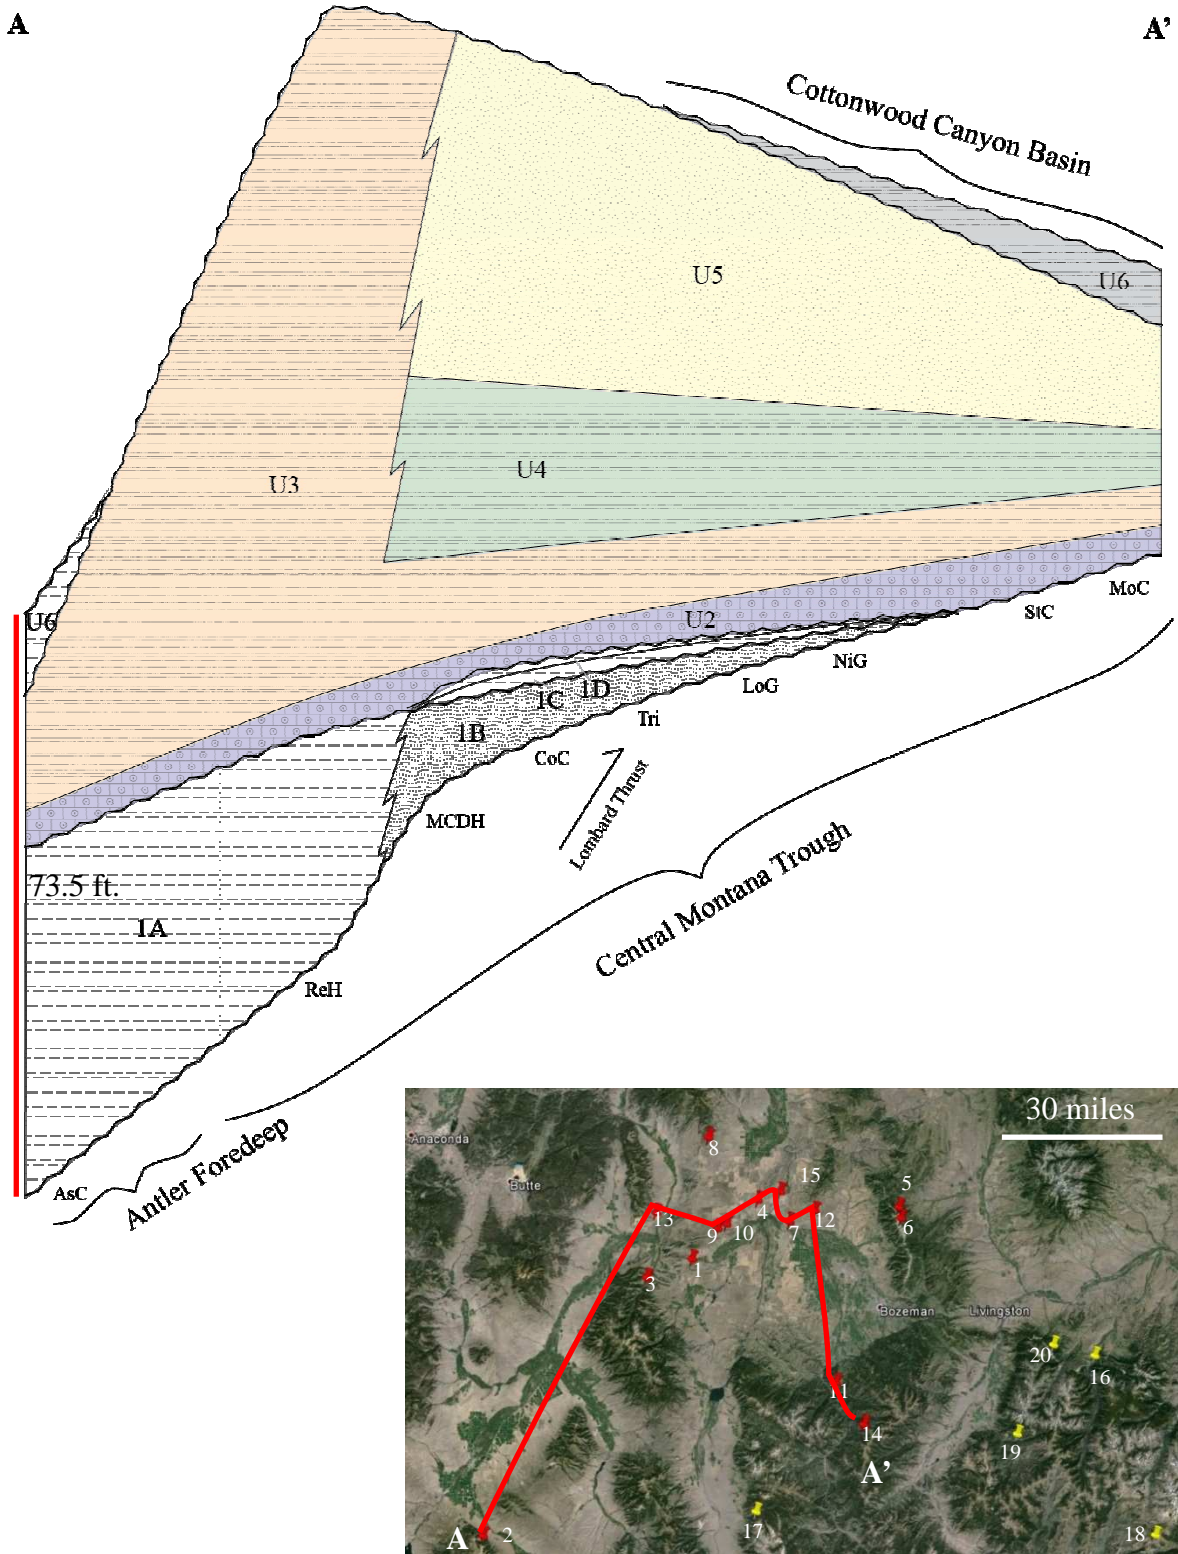 A
A'
Cottonwood Canyon Basin
U5
U6
U4
U3
U6
U2
MoC
StC
NiG
LoG
1D
1C
Tri
1B
CoC
MCDH
Lombard Thrust
73.5 ft.
1A
ReH
Central Montana Trough
AsC
Antler Foredeep
30 miles
Anaconda
8
Butte
15
5
4
13
12
6
9
10
7
1
3
Bozeman
Livingston
20
16
11
14
19
A'
17
A
2
18